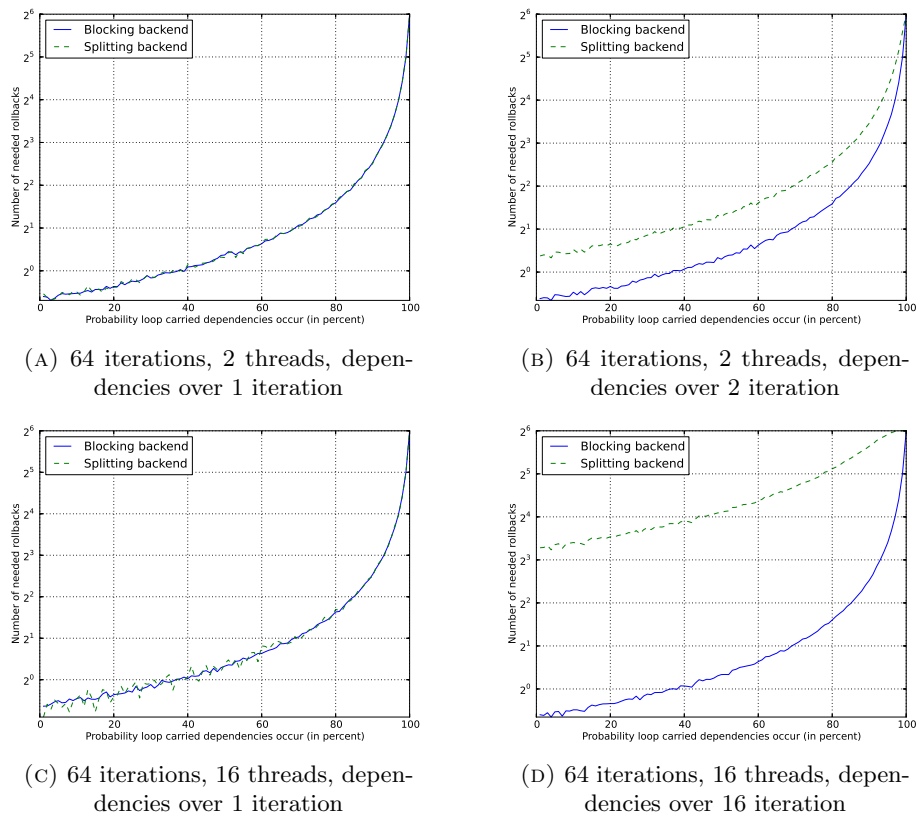 2^6
2^5
2^4
2^3
2^2
2^1
2^0
Number of needed rollbacks
Blocking backend
Splitting backend
0 20 40 60 80 100
Probability loop carried dependencies occur (in percent)
(A) 64 iterations, 2 threads, depen-
dencies over 1 iteration
2^6
2^5
2^4
2^3
2^2
2^1
2^0
Number of needed rollbacks
Blocking backend
Splitting backend
0 20 40 60 80 100
Probability loop carried dependencies occur (in percent)
(B) 64 iterations, 2 threads, depen-
dencies over 2 iteration
2^6
2^5
2^4
2^3
2^2
2^1
2^0
Number of needed rollbacks
Blocking backend
Splitting backend
0 20 40 60 80 100
Probability loop carried dependencies occur (in percent)
(C) 64 iterations, 16 threads, depen-
dencies over 1 iteration
2^6
2^5
2^4
2^3
2^2
2^1
2^0
Number of needed rollbacks
Blocking backend
Splitting backend
0 20 40 60 80 100
Probability loop carried dependencies occur (in percent)
(D) 64 iterations, 16 threads, depen-
dencies over 16 iteration